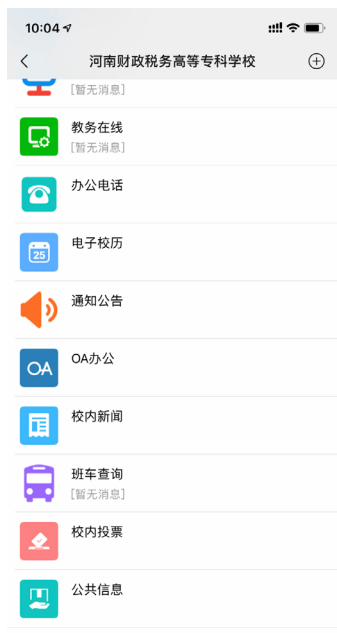 10:04
河南财政税务高等专科学校
[暂无消息]
教务在线
[暂无消息]
办公电话
电子校历
25
通知公告
OA办公
OA
校内新闻
班车查询
[暂无消息]
校内投票
公共信息